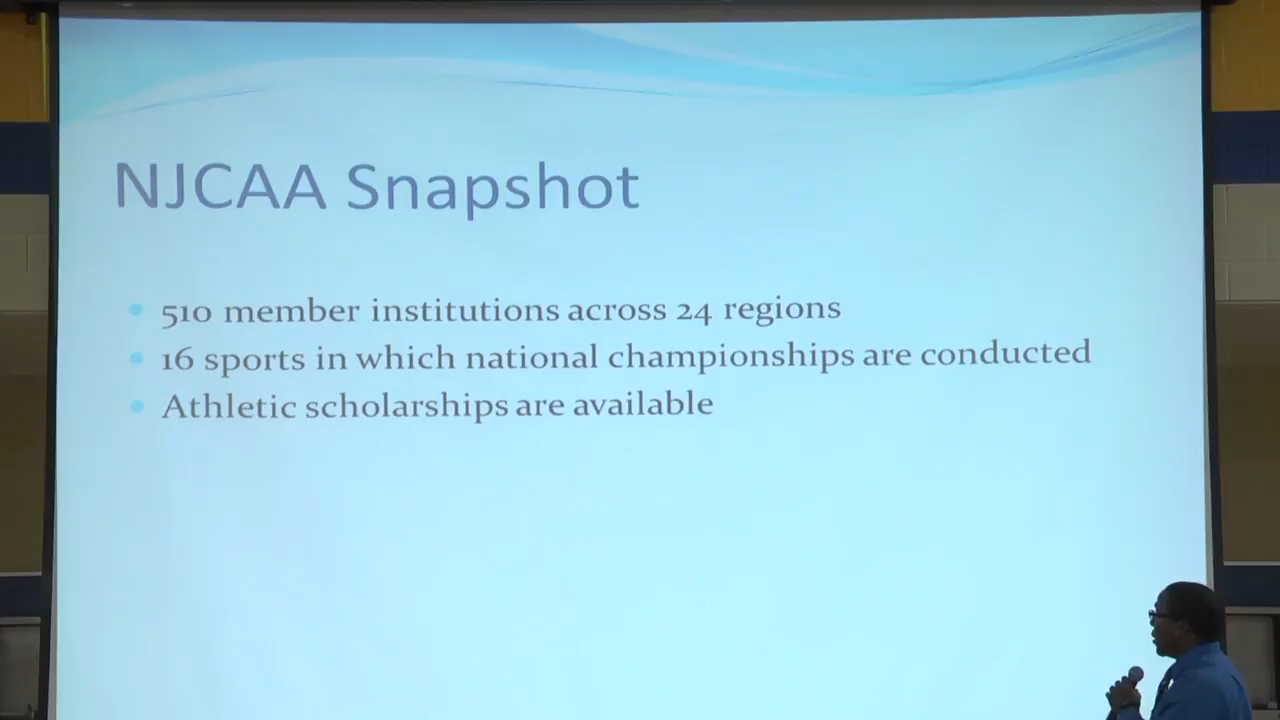 NJCAA Snapshot
510 member institutions across 24 regions
16 sports in which national championships are conducted
Athletic scholarships are available